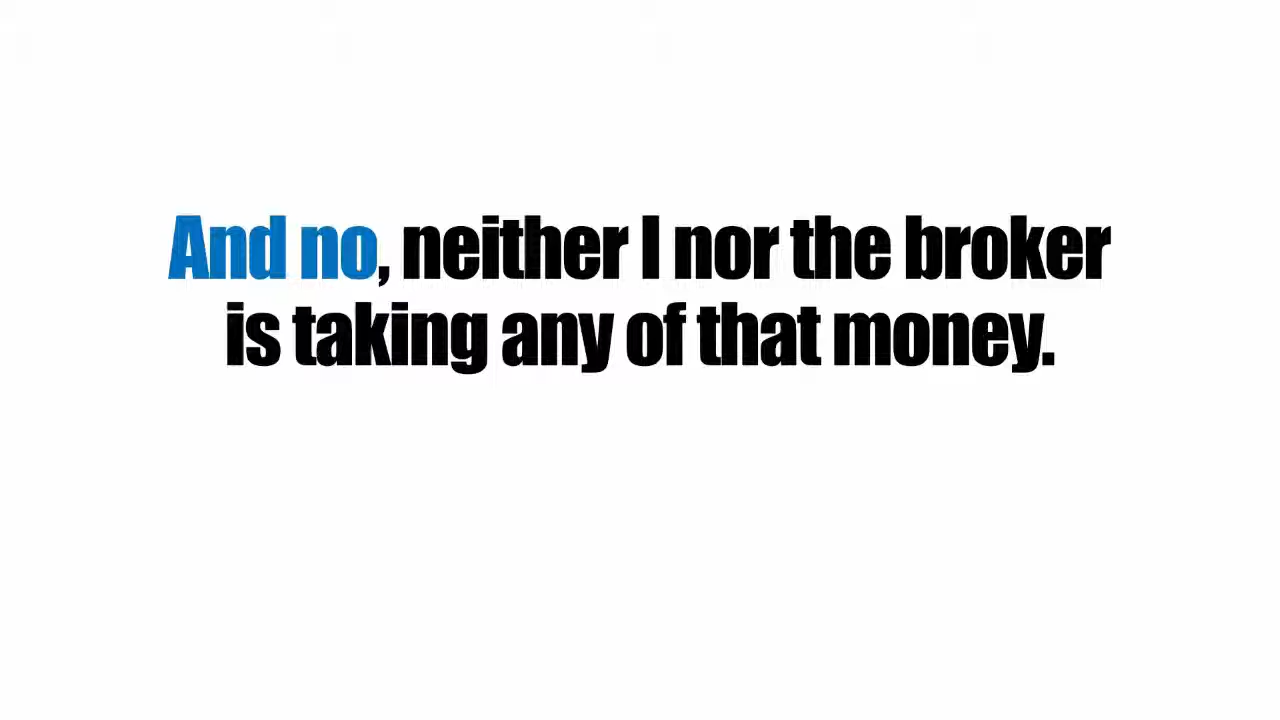 And no, neither I nor the broker
is taking any of that money.